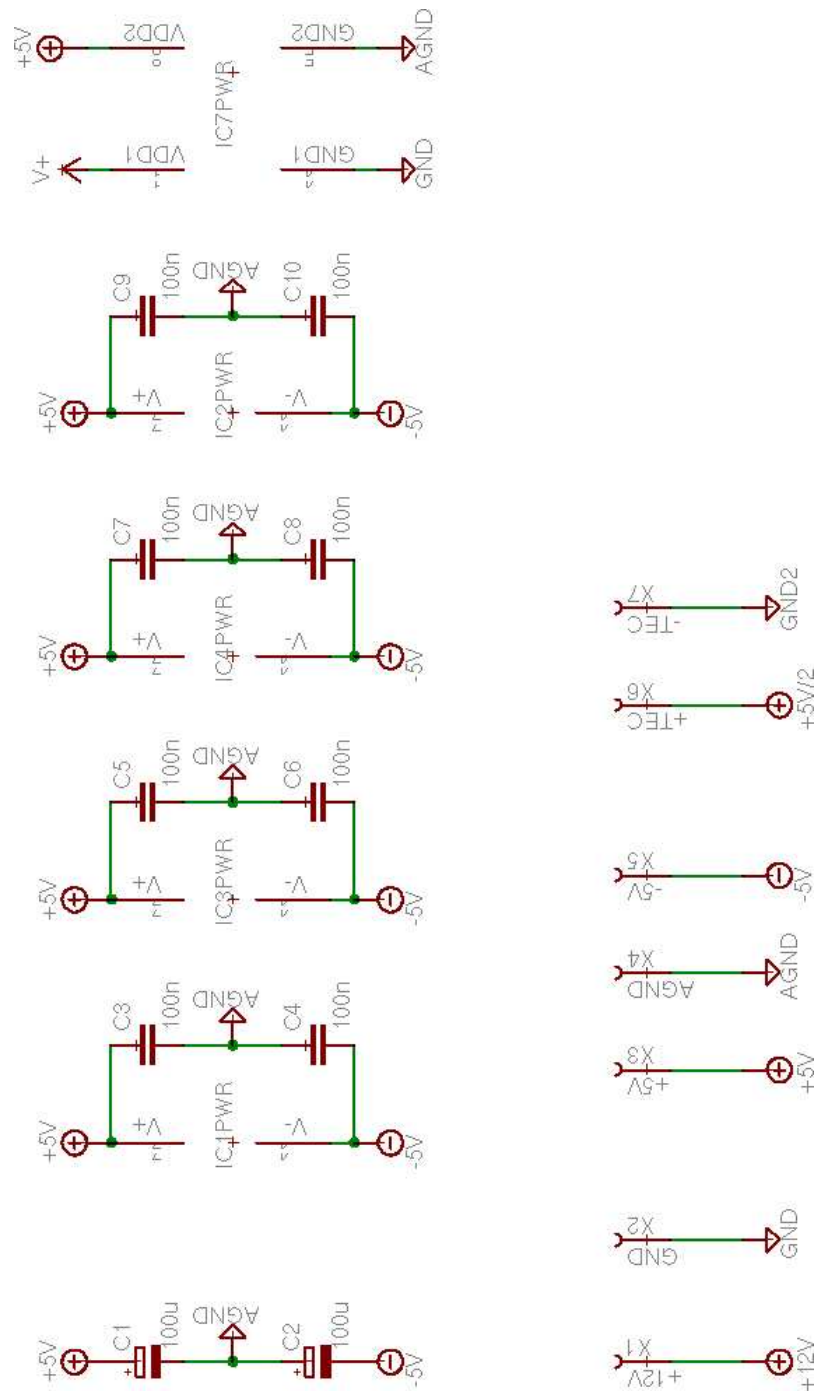 +5V
VDD2
GND2
AGND
IC7PWR
V+
VDD1
GND1
GND
C9
100n
AGND
C10
100n
+5V
V+
IC2PWR
V-
-5V
C7
100n
AGND
C8
100n
+5V
V+
IC4PWR
V-
-5V
C5
100n
AGND
C6
100n
+5V
V+
IC3PWR
V-
-5V
C3
100n
AGND
C4
100n
+5V
V+
IC1PWR
V-
-5V
+5V
C1
100u
AGND
C2
100u
-5V
X7
-TEC
GND2
X6
+TEC
+5V/2
X5
-5V
-5V
X4
AGND
AGND
X3
+5V
+5V
X2
GND
GND
X1
+12V
+12V